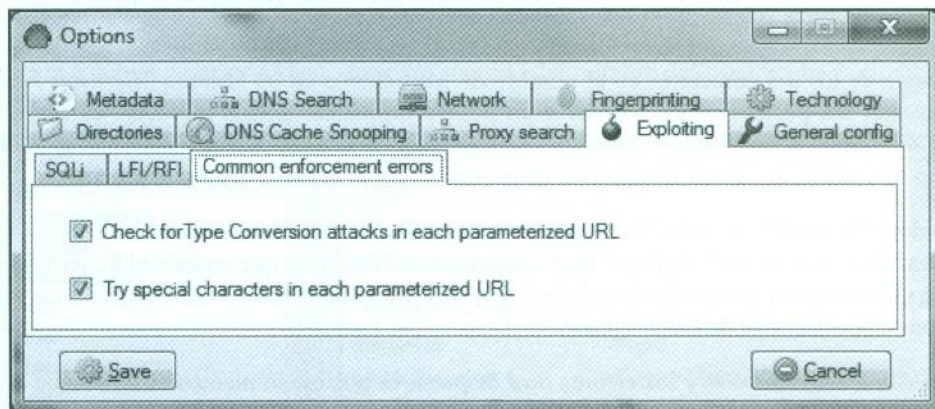 Options
Metadata DNS Search Network Fingerprinting Technology
Directories DNS Cache Snooping Proxy search Exploiting General config
SQLi LFI/RFI Common enforcement errors
Check forType Conversion attacks in each parameterized URL
Try special characters in each parameterized URL
Save Cancel